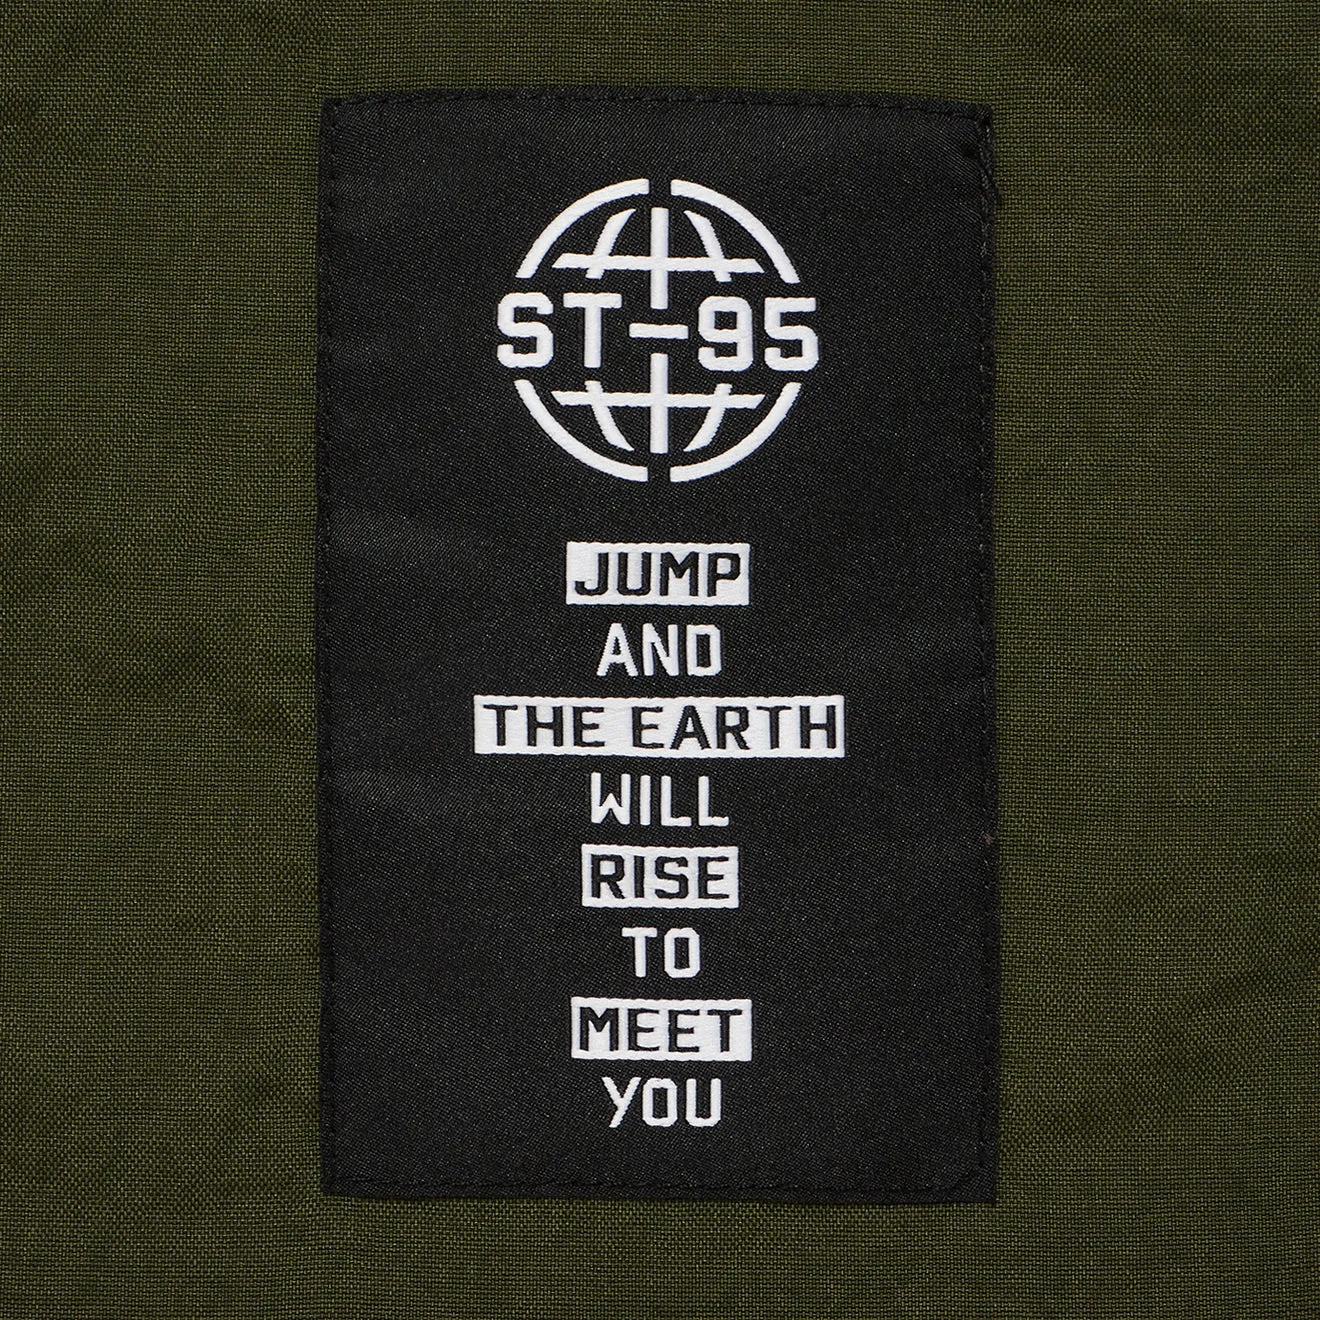 ST-95
JUMP
AND
THE EARTH
WILL
RISE
TO
MEET
YOU